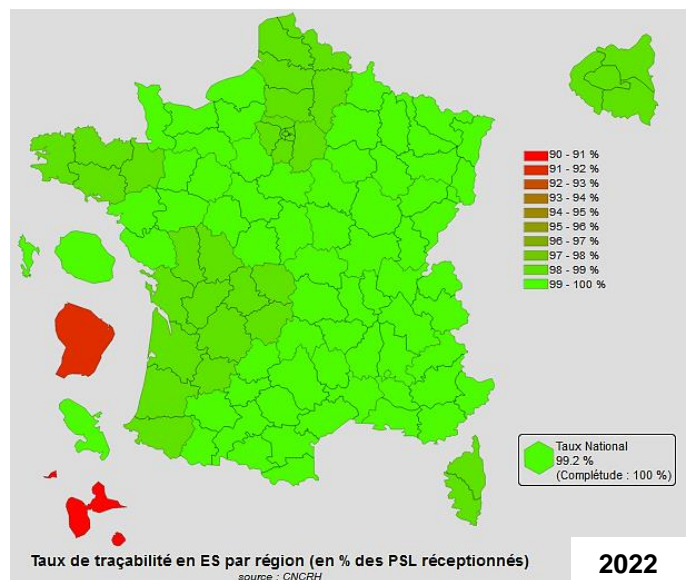 90 - 91 %
91 - 92 %
92 - 93 %
93 - 94 %
94 - 95 %
95 - 96 %
96 - 97 %
97 - 98 %
98 - 99 %
99 - 100 %
Taux National
99.2 %
(Complétude : 100 %)
Taux de traçabilité en ES par région (en % des PSL réceptionnés)
source : CNCRH
2022